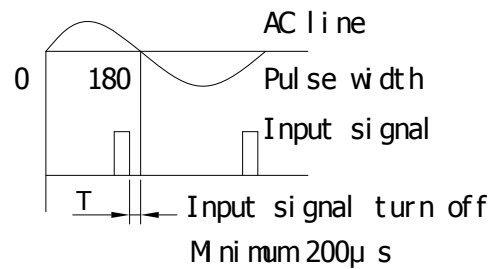 AC line
0 180 Pulse width
Input signal
T Input signal turn off
Minimum 200μs